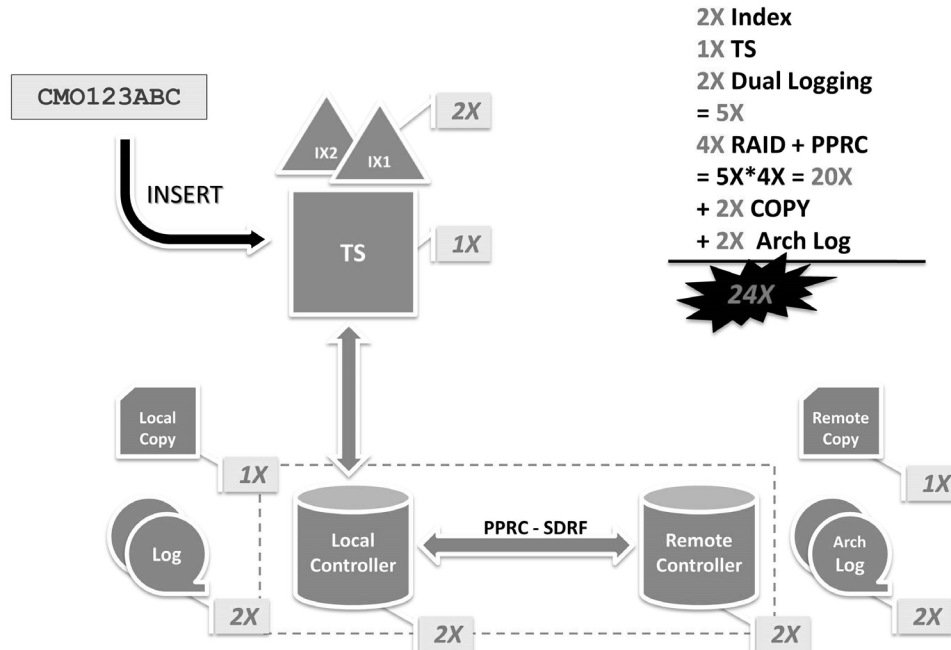 2X Index
1X TS
2X Dual Logging
= 5X
4X RAID + PPRC
= 5X*4X = 20X
+ 2X COPY
+ 2X Arch Log
24X
CMO123ABC
INSERT
IX2
IX1
2X
TS
1X
Local
Copy
1X
Log
2X
Local
Controller
2X
PPRC - SDRF
Remote
Controller
2X
Remote
Copy
1X
Arch
Log
2X